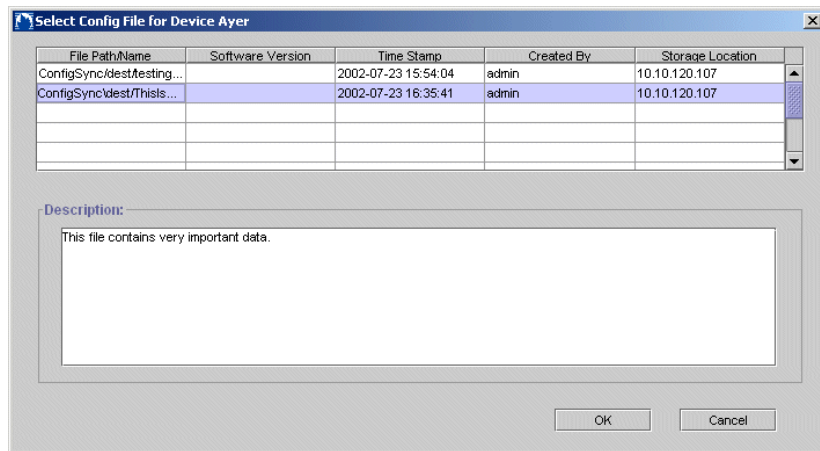 Select Config File for Device Ayer
File Path/Name Software Version Time Stamp Created By Storage Location
ConfigSync/dest/testing... 2002-07-23 15:54:04 admin 10.10.120.107
ConfigSync\dest/ThisIs... 2002-07-23 16:35:41 admin 10.10.120.107
Description:
This file contains very important data.
OK Cancel